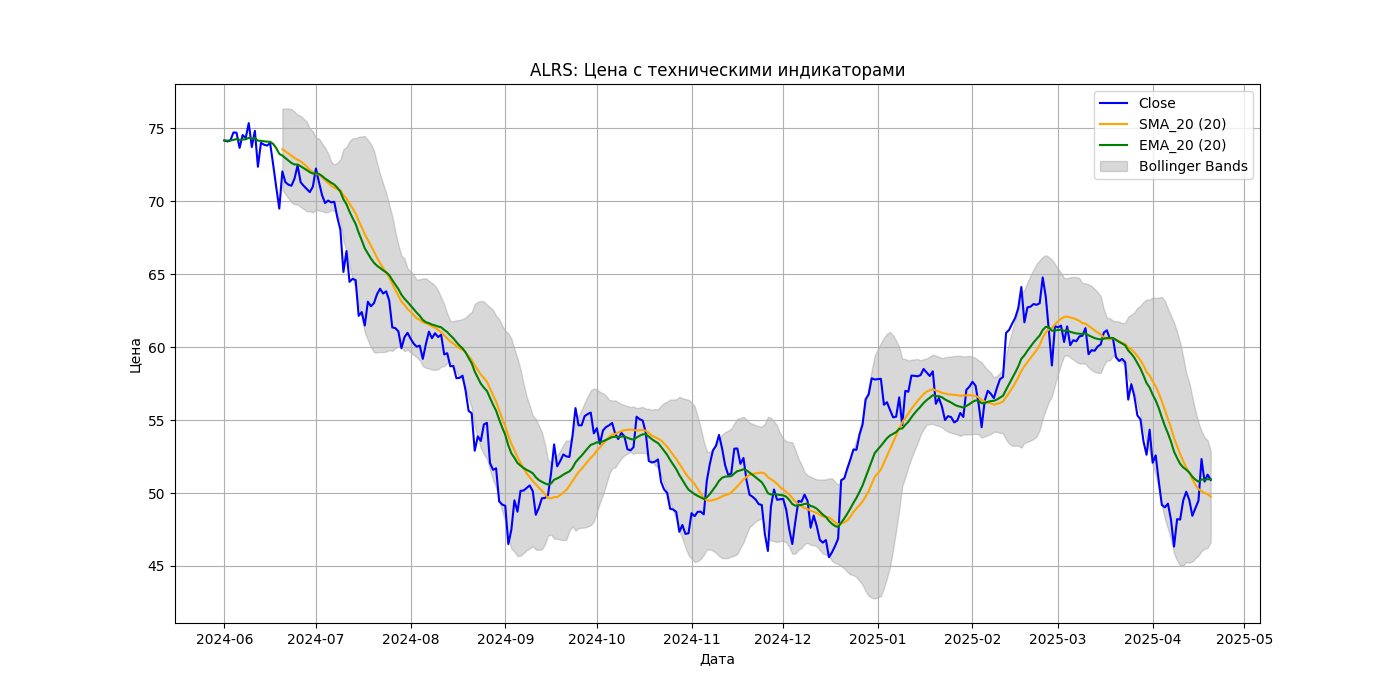 ALRS: Цена с техническими индикаторами
Close
SMA_20 (20)
EMA_20 (20)
Bollinger Bands
Цена
75
70
65
60
55
50
45
2024-06 2024-07 2024-08 2024-09 2024-10 2024-11 2024-12 2025-01 2025-02 2025-03 2025-04 2025-05
Дата